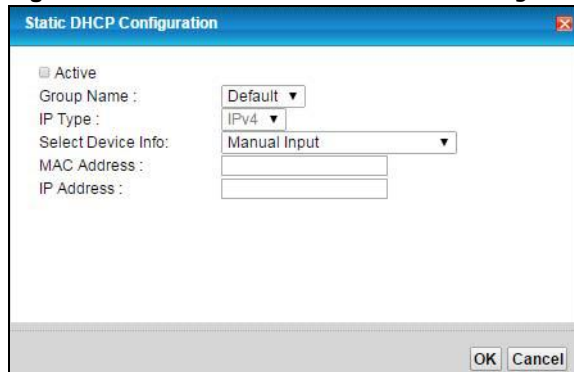 Static DHCP Configuration
Active
Group Name : Default
IP Type : IPv4
Select Device Info: Manual Input
MAC Address :
IP Address :
OK Cancel